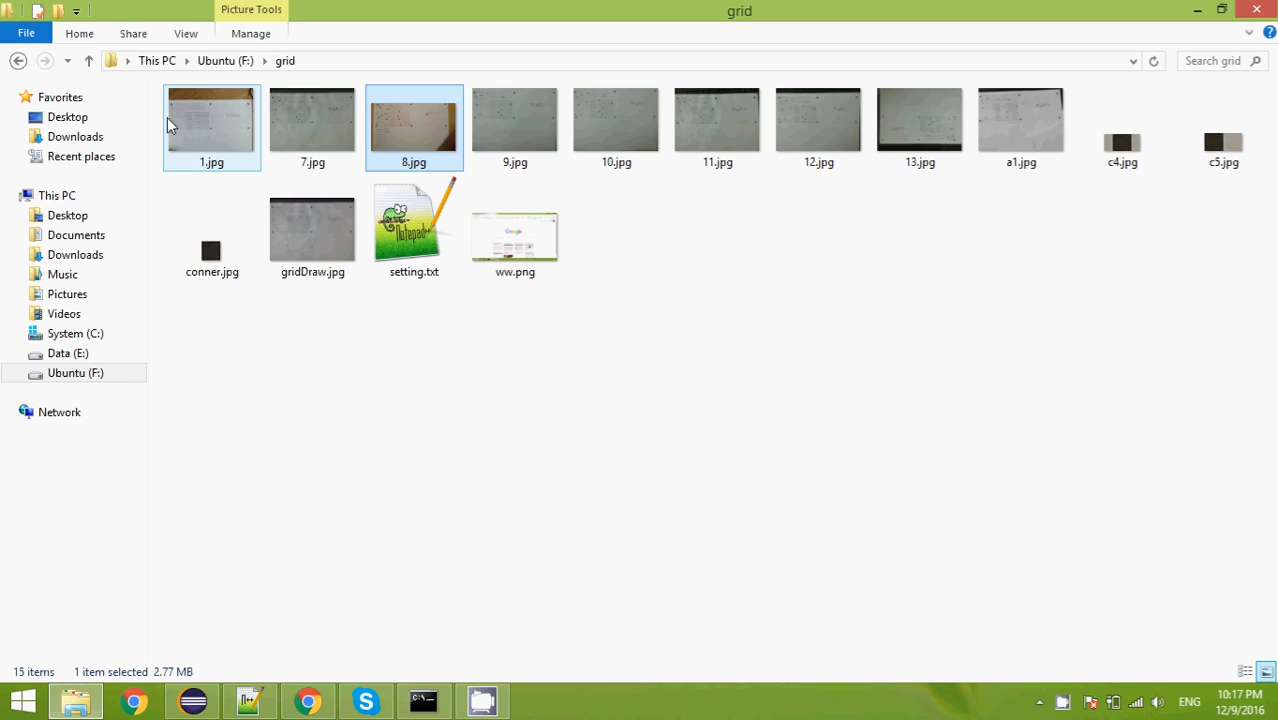 Picture Tools
grid
File
Home
Share
View
Manage
This PC
Ubuntu (F:)
grid
Search grid
Favorites
Desktop
Downloads
Recent places
This PC
Desktop
Documents
Downloads
Music
Pictures
Videos
System (C:)
Data (E:)
Ubuntu (F:)
Network
1.jpg
7.jpg
8.jpg
9.jpg
10.jpg
11.jpg
12.jpg
13.jpg
a1.jpg
c4.jpg
c5.jpg
Notepad++
conner.jpg
gridDraw.jpg
setting.txt
Google
ww.png
15 items
1 item selected 2.77 MB
ENG
10:17 PM
12/9/2016